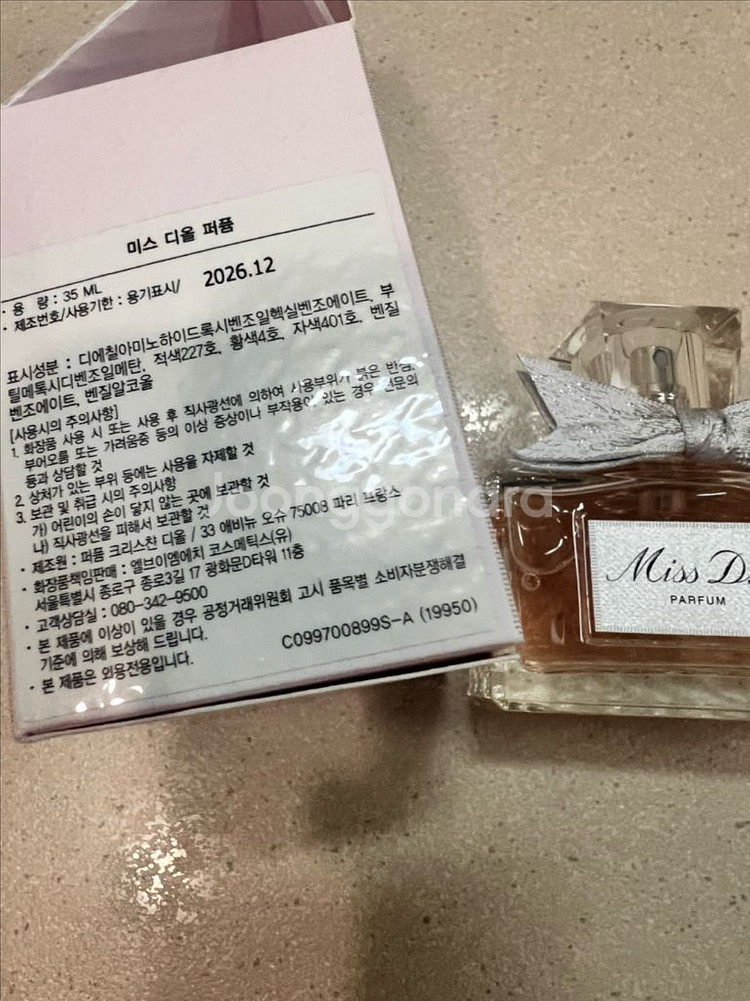 미스 디올 퍼퓸
· 용 량 : 35 ML
· 제조번호/사용기한 : 용기표시/ 2026.12
표시성분 : 디에칠아미노하이드록시벤조일헥실벤조에이트, 부
틸메톡시디벤조일메탄, 적색227호, 황색4호, 자색401호, 벤질
벤조에이트, 벤질알코올
[사용시의 주의사항]
1. 화장품 사용 시 또는 사용 후 직사광선에 의하여 사용부위가 붉은 반점,
부어오름 또는 가려움증 등의 이상 증상이나 부작용이 있는 경우 전문의
등과 상담할 것
2. 상처가 있는 부위 등에는 사용을 자제할 것
3. 보관 및 취급 시의 주의사항
가) 어린이의 손이 닿지 않는 곳에 보관할 것
나) 직사광선을 피해서 보관할 것
· 제조원 : 퍼퓸 크리스챤 디올 / 33 애비뉴 오슈 75008 파리 프랑스
· 화장품책임판매 : 엘브이엠에치 코스메틱스(유)
서울특별시 종로구 종로3길 17 광화문D타워 11층
· 고객상담실 : 080-342-9500
· 본 제품에 이상이 있을 경우 공정거래위원회 고시 품목별 소비자분쟁해결
기준에 의해 보상해 드립니다.
· 본 제품은 외용전용입니다.
C099700899S-A (19950)
Miss D
PARFUM
Joonggonara